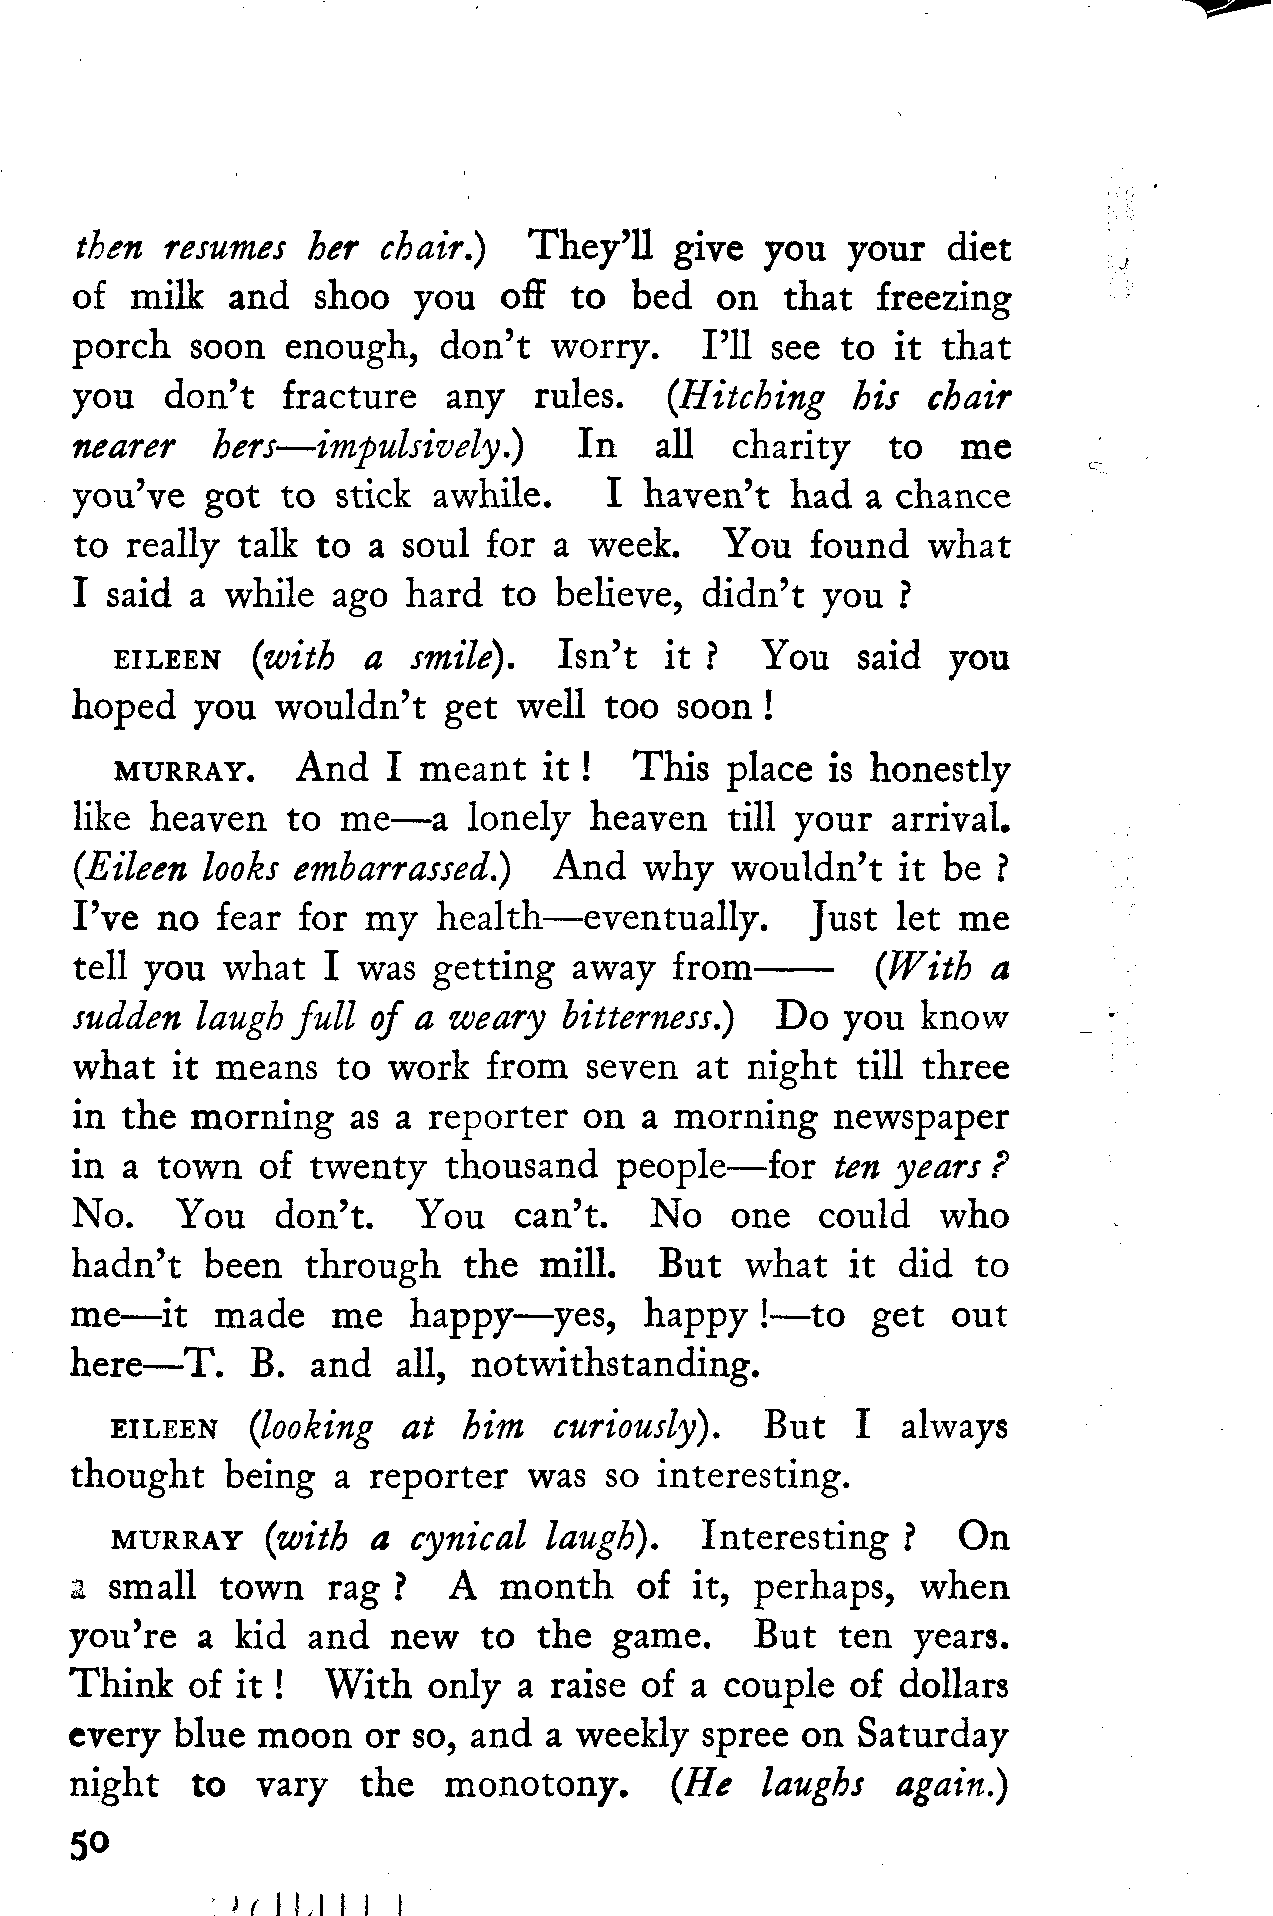 then resumes her chair.) They'll give you your diet
of milk and shoo you off to bed on that freezing
porch soon enough, don't worry. I'll see to it that
you don't fracture any rules. (Hitching his chair
nearer hers—impulsively.) In all charity to me
you've got to stick awhile. I haven't had a chance
to really talk to a soul for a week. You found what
I said a while ago hard to believe, didn't you ?
EILEEN (with a smile). Isn't it ? You said you
hoped you wouldn't get well too soon !
MURRAY. And I meant it ! This place is honestly
like heaven to me—a lonely heaven till your arrival.
(Eileen looks embarrassed.) And why wouldn't it be ?
I've no fear for my health—eventually. Just let me
tell you what I was getting away from—— (With a
sudden laugh full of a weary bitterness.) Do you know
what it means to work from seven at night till three
in the morning as a reporter on a morning newspaper
in a town of twenty thousand people—for ten years ?
No. You don't. You can't. No one could who
hadn't been through the mill. But what it did to
me—it made me happy—yes, happy !—to get out
here—T. B. and all, notwithstanding.
EILEEN (looking at him curiously). But I always
thought being a reporter was so interesting.
MURRAY (with a cynical laugh). Interesting ? On
a small town rag ? A month of it, perhaps, when
you're a kid and new to the game. But ten years.
Think of it ! With only a raise of a couple of dollars
every blue moon or so, and a weekly spree on Saturday
night to vary the monotony. (He laughs again.)
50